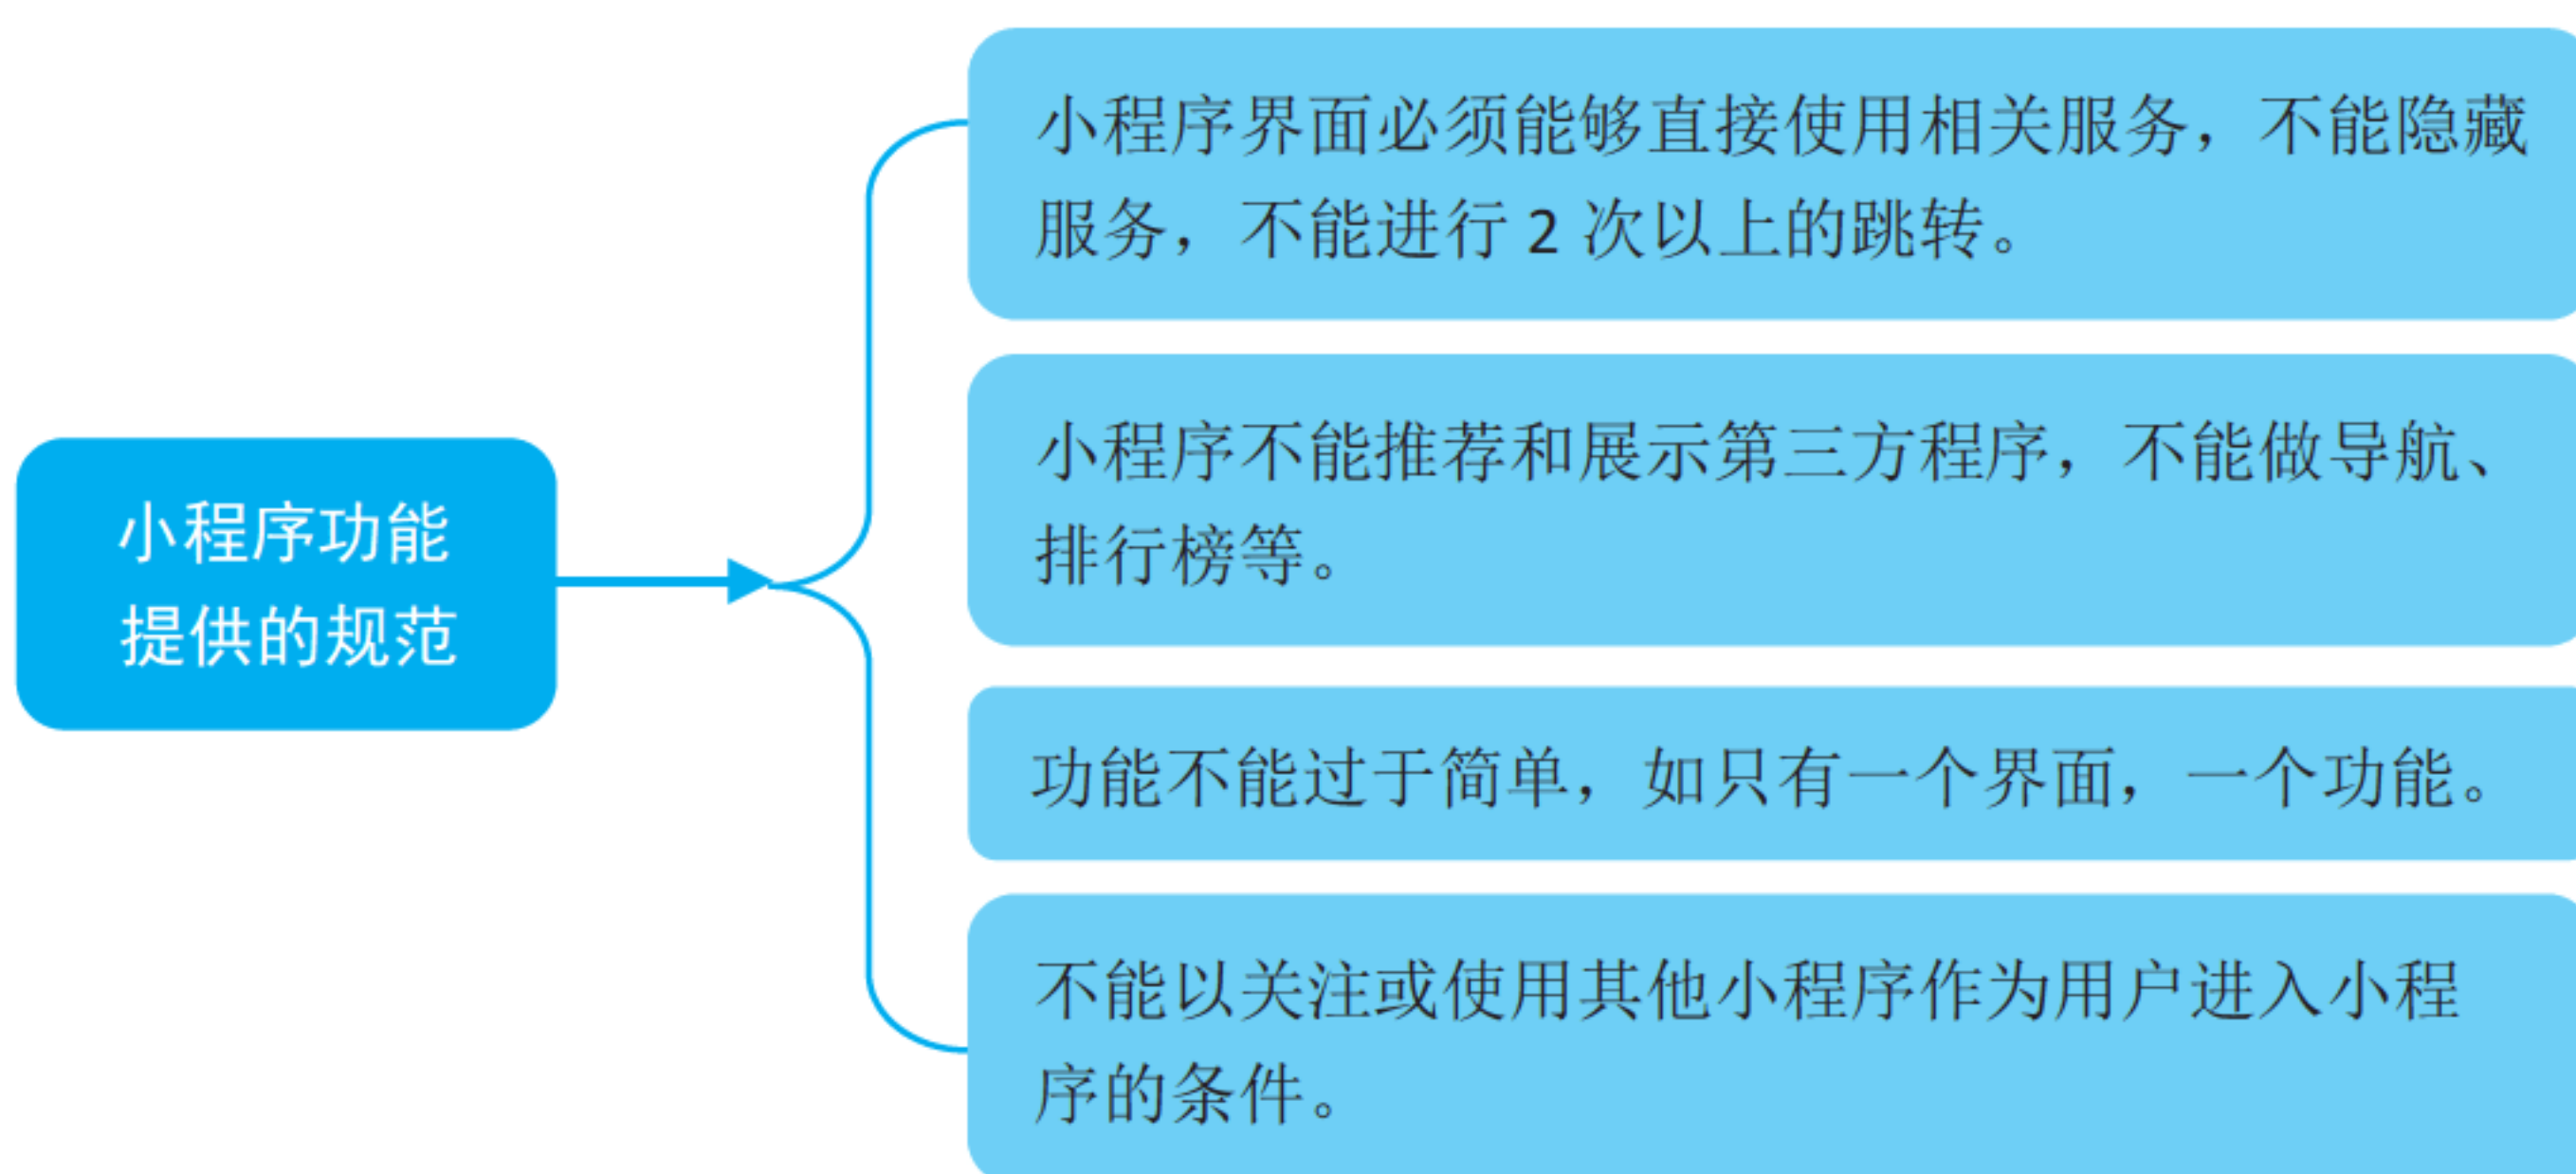 小程序功能
提供的规范
小程序界面必须能够直接使用相关服务，不能隐藏
服务，不能进行 2 次以上的跳转。
小程序不能推荐和展示第三方程序，不能做导航、
排行榜等。
功能不能过于简单，如只有一个界面，一个功能。
不能以关注或使用其他小程序作为用户进入小程
序的条件。